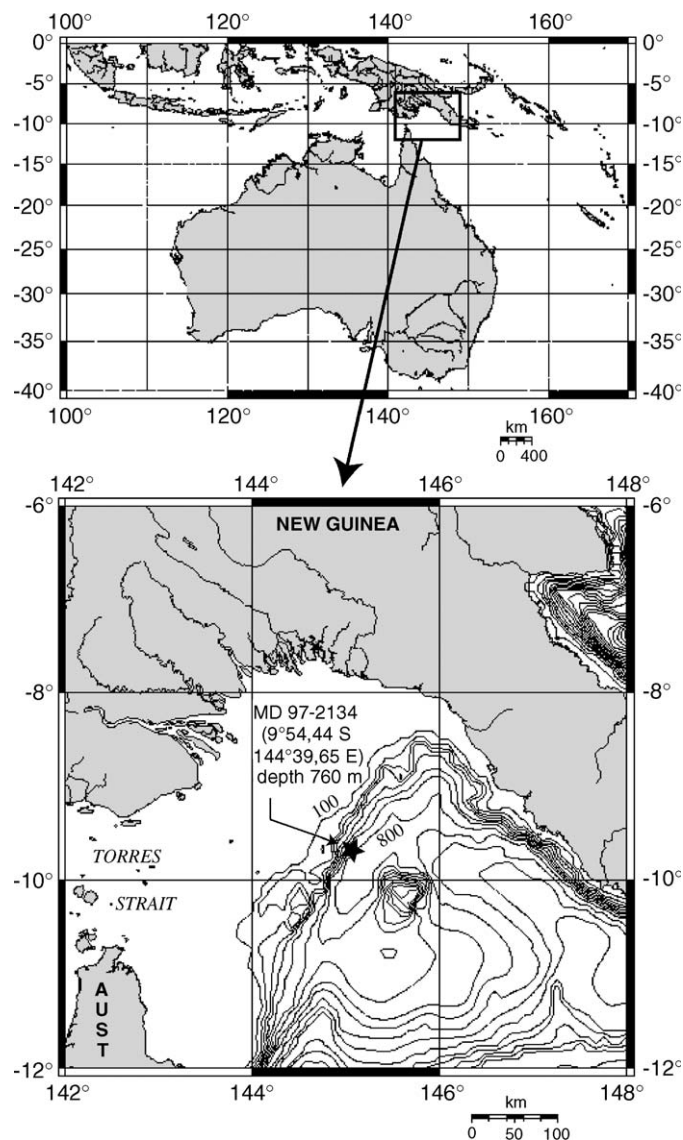 100° 120° 140° 160°
0° 0°
-5° -5°
-10° -10°
-15° -15°
-20° -20°
-25° -25°
-30° -30°
-35° -35°
-40° -40°
100° 120° 140° 160°
km
0 400
142° 144° 146° 148°
-6° -6°
NEW GUINEA
-8° -8°
MD 97-2134
(9°54,44 S
144°39,65 E)
depth 760 m
100
800
TORRES
-10° -10°
STRAIT
A
U
S
T
-12° -12°
142° 144° 146° 148°
km
0 50 100